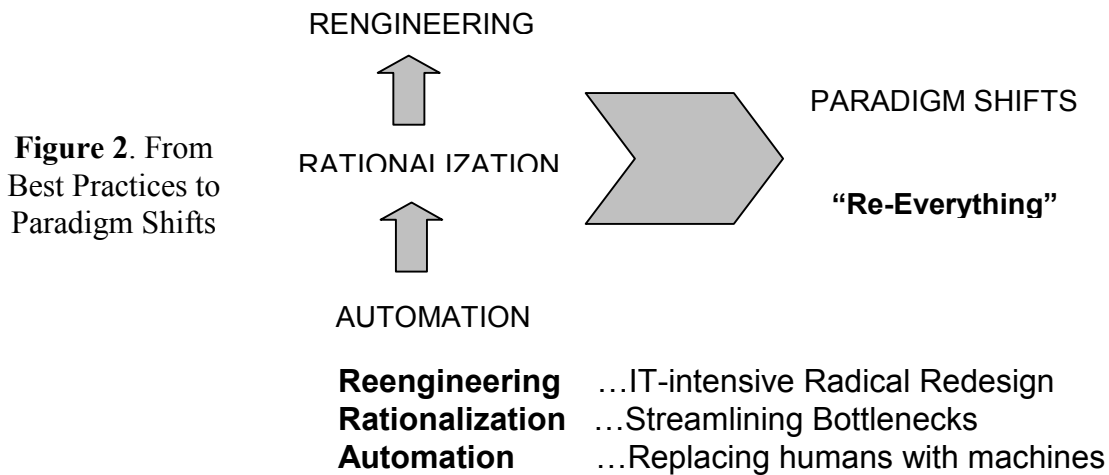 RENGINEERING
PARADIGM SHIFTS
Figure 2. From
Best Practices to
Paradigm Shifts
RATIONALIZATION
“Re-Everything”
AUTOMATION
Reengineering …IT-intensive Radical Redesign
Rationalization …Streamlining Bottlenecks
Automation …Replacing humans with machines